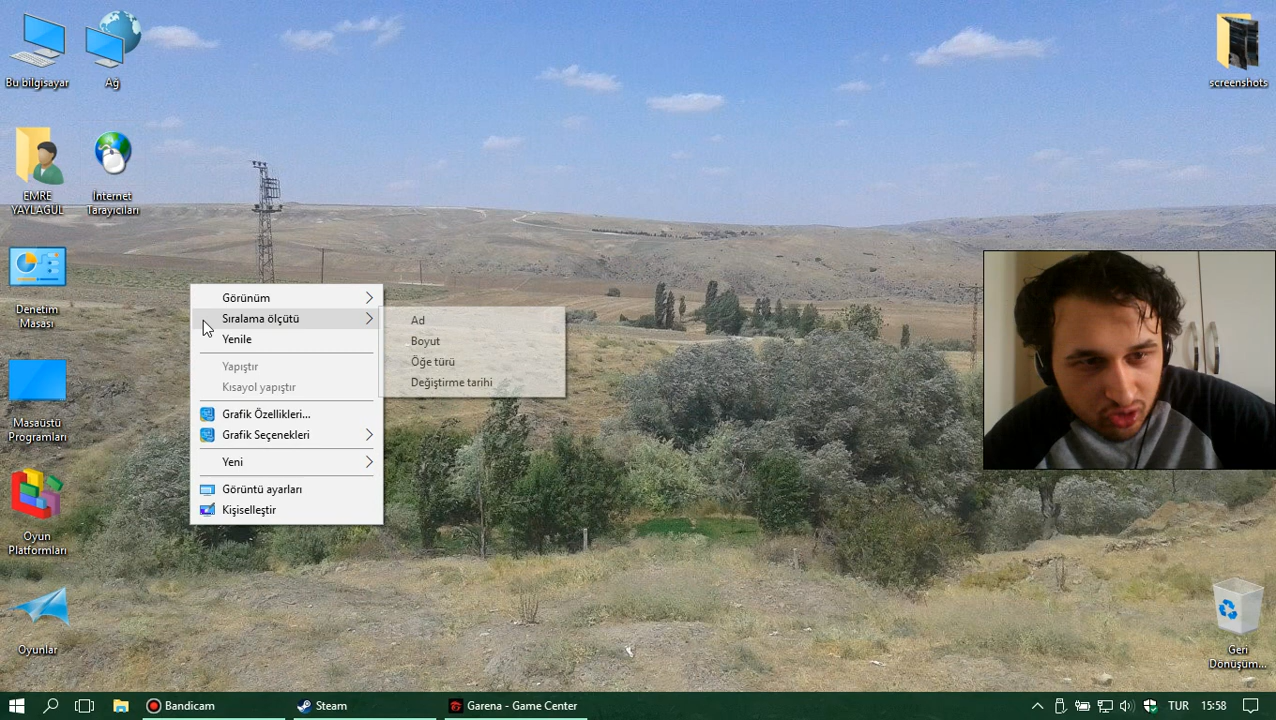 Bu bilgisayar
Ağ
screenshots
EMRE
YAYLAGÜL
İnternet
Tarayıcıları
Denetim
Masası
Masaüstü
Programları
Oyun
Platformları
Oyunlar
Geri
Dönüşüm...
Görünüm
Sıralama ölçütü
Yenile
Yapıştır
Kısayol yapıştır
Grafik Özellikleri...
Grafik Seçenekleri
Yeni
Görüntü ayarları
Kişiselleştir
Ad
Boyut
Öğe türü
Değiştirme tarihi
Bandicam
Steam
Garena - Game Center
TUR
15:58